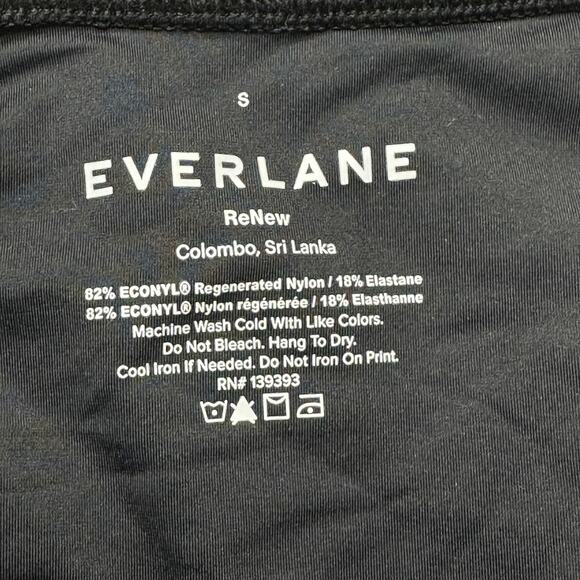 S
EVERLANE
ReNew
Colombo, Sri Lanka
82% ECONYL® Regenerated Nylon / 18% Elastane
82% ECONYL® Nylon régénérée / 18% Elasthanne
Machine Wash Cold With Like Colors.
Do Not Bleach. Hang To Dry.
Cool Iron If Needed. Do Not Iron On Print.
RN# 139393